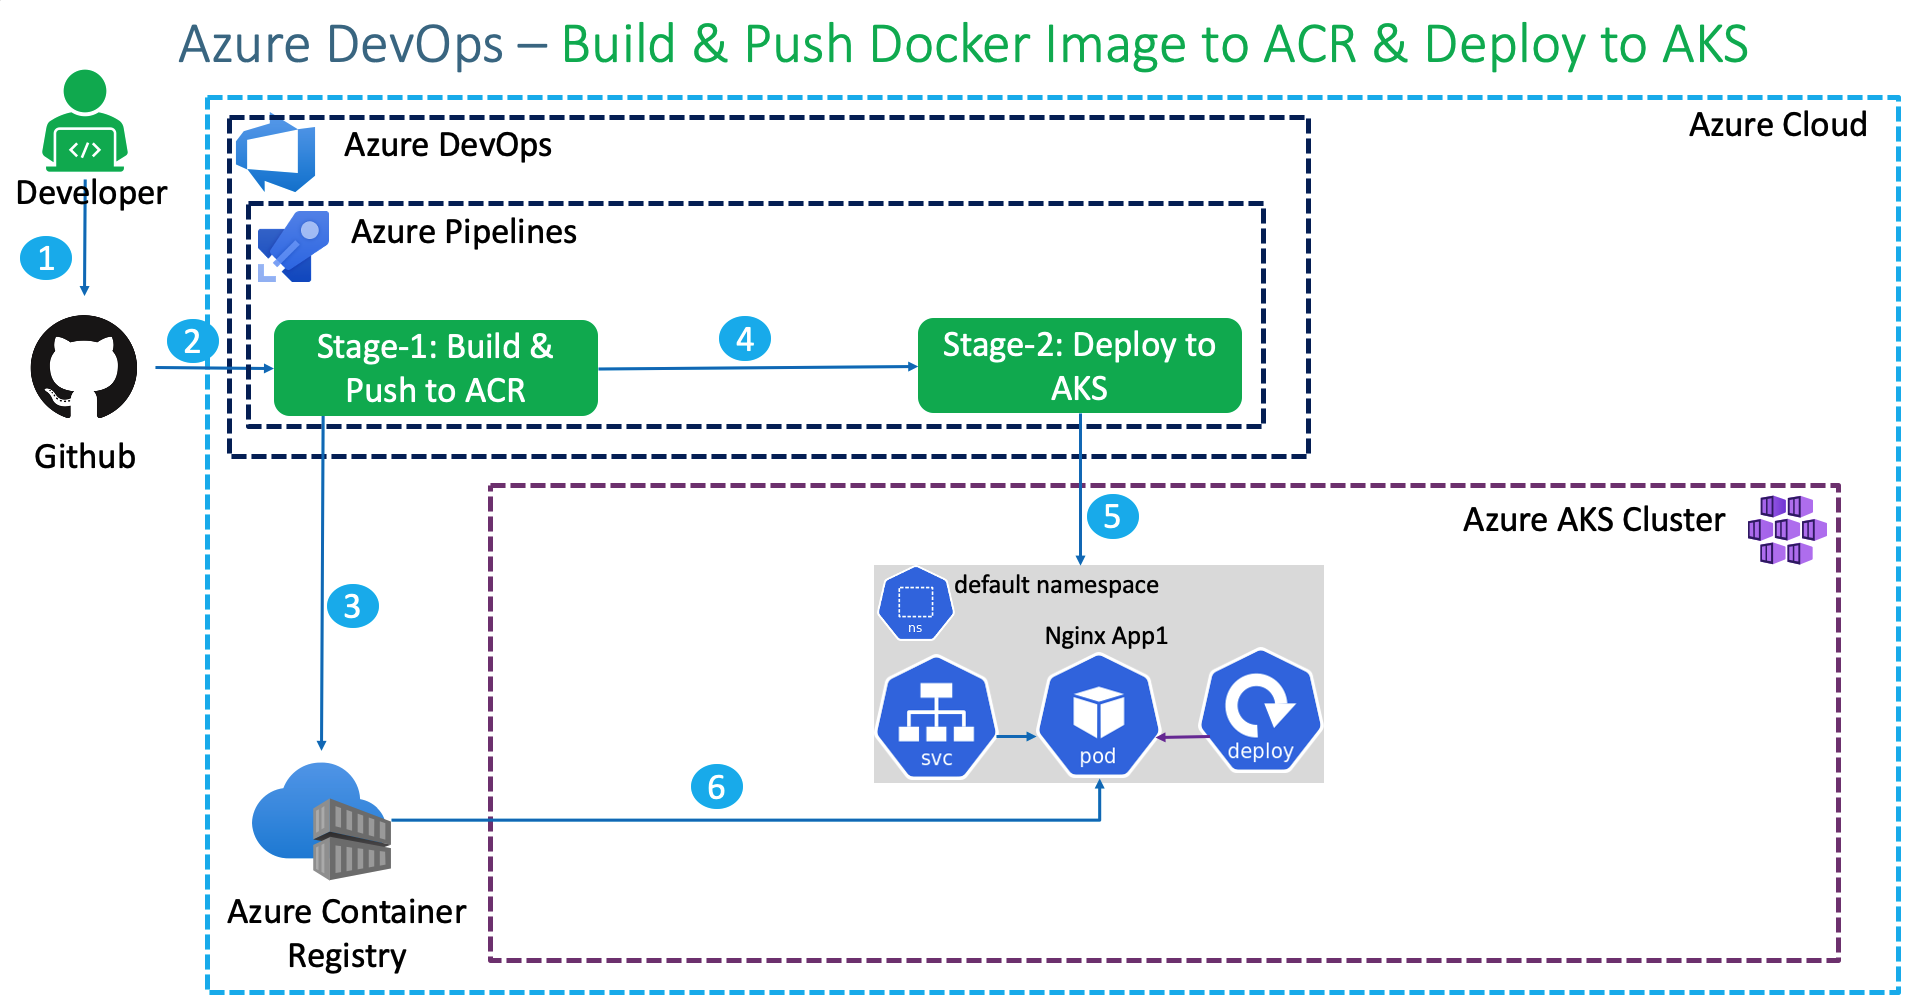 Azure DevOps – Build & Push Docker Image to ACR & Deploy to AKS
Azure Cloud
Azure DevOps
</>
Developer
Azure Pipelines
1
2
Stage-1: Build &
Push to ACR
4
Stage-2: Deploy to
AKS
Github
5
Azure AKS Cluster
3
default namespace
ns
Nginx App1
svc
pod
deploy
6
Azure Container
Registry